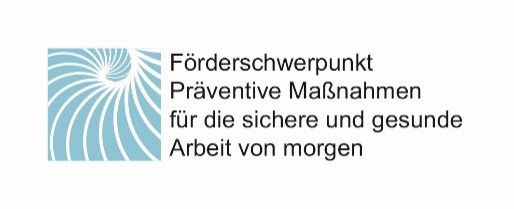 Förderschwerpunkt
Präventive Maßnahmen
für die sichere und gesunde
Arbeit von morgen